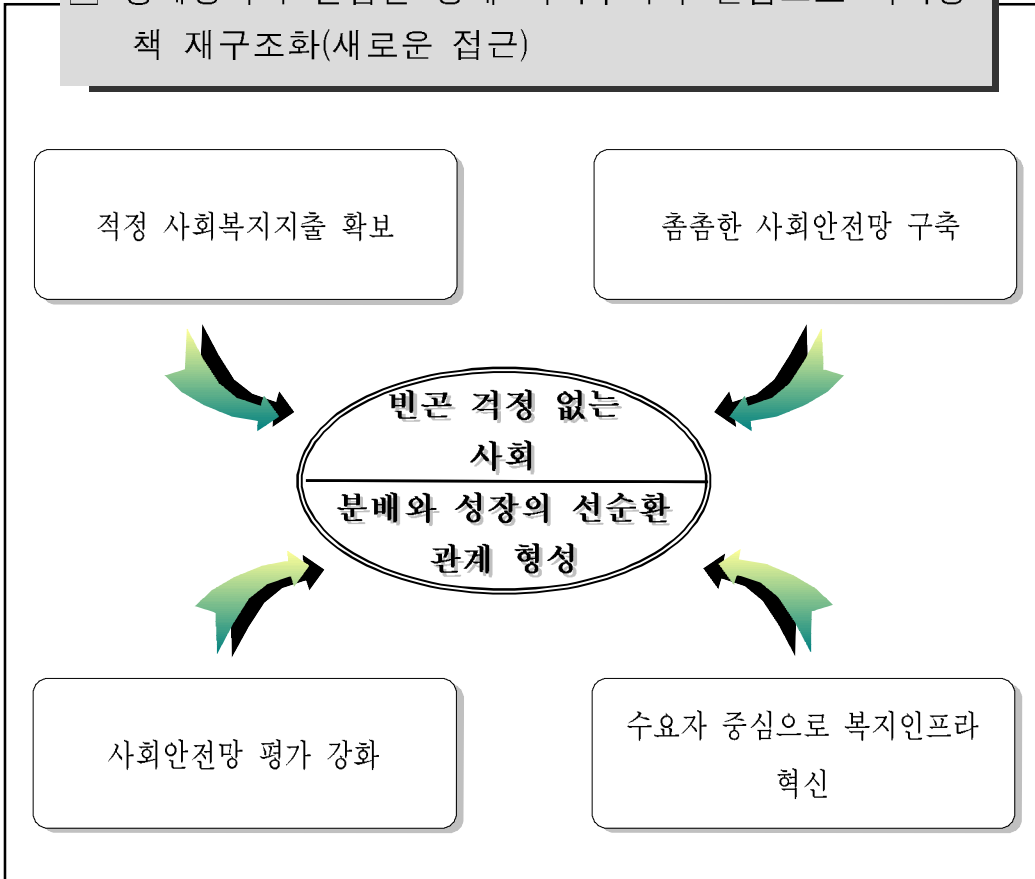 책 재구조화(새로운 접근)
적정 사회복지지출 확보
촘촘한 사회안전망 구축
빈곤 걱정 없는
사회
분배와 성장의 선순환
관계 형성
사회안전망 평가 강화
수요자 중심으로 복지인프라
혁신